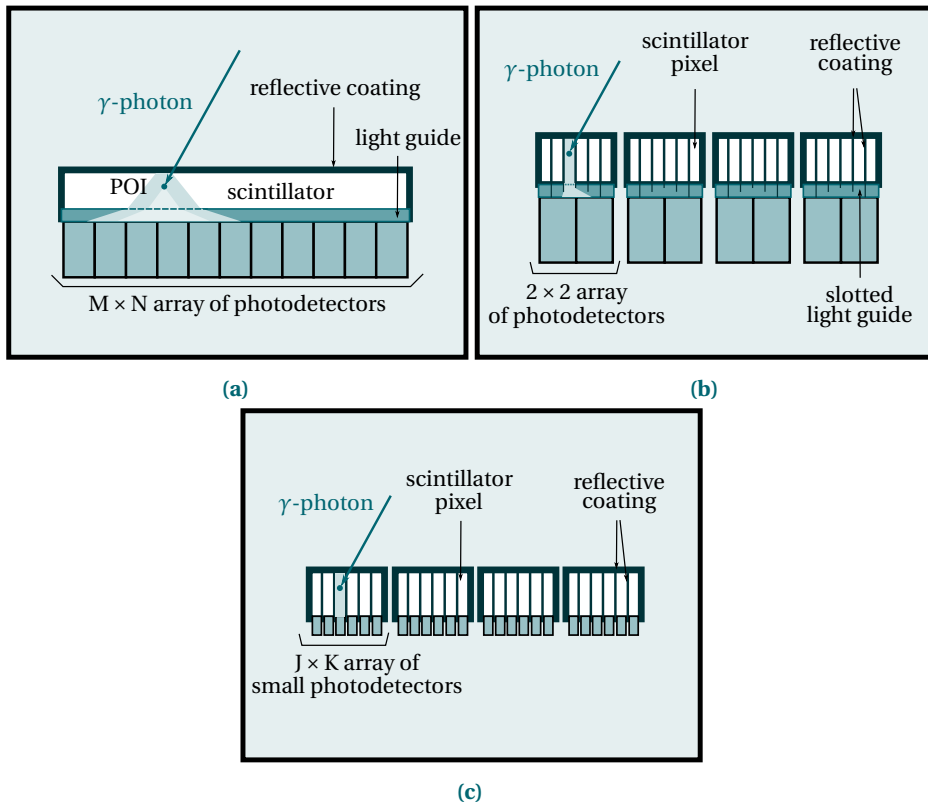 γ-photon
reflective coating
light guide
POI
scintillator
M × N array of photodetectors
(a)
scintillator
pixel
reflective
coating
γ-photon
2 × 2 array
of photodetectors
slotted
light guide
(b)
scintillator
pixel
reflective
coating
γ-photon
J × K array of
small photodetectors
(c)